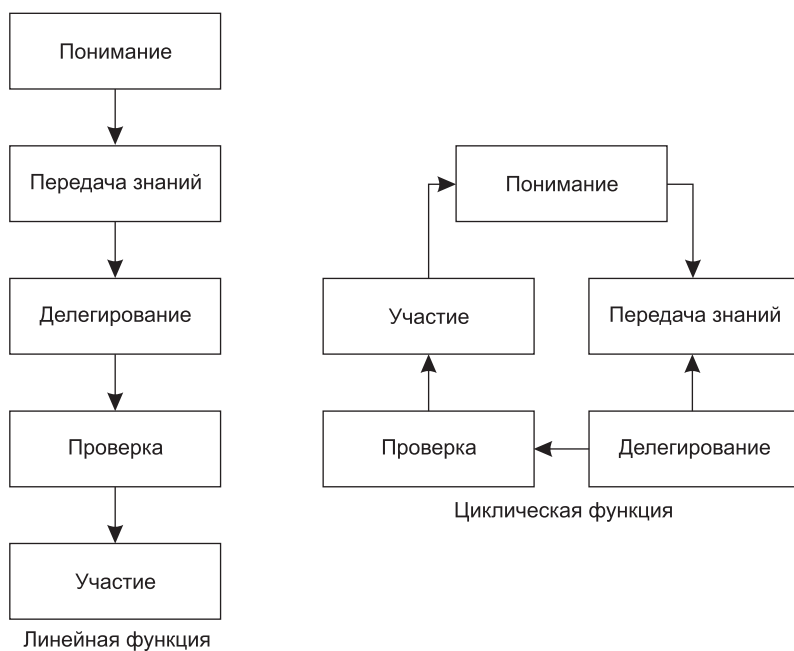 Понимание
Передача знаний
Делегирование
Проверка
Участие
Линейная функция
Понимание
Участие
Передача знаний
Проверка
Делегирование
Циклическая функция